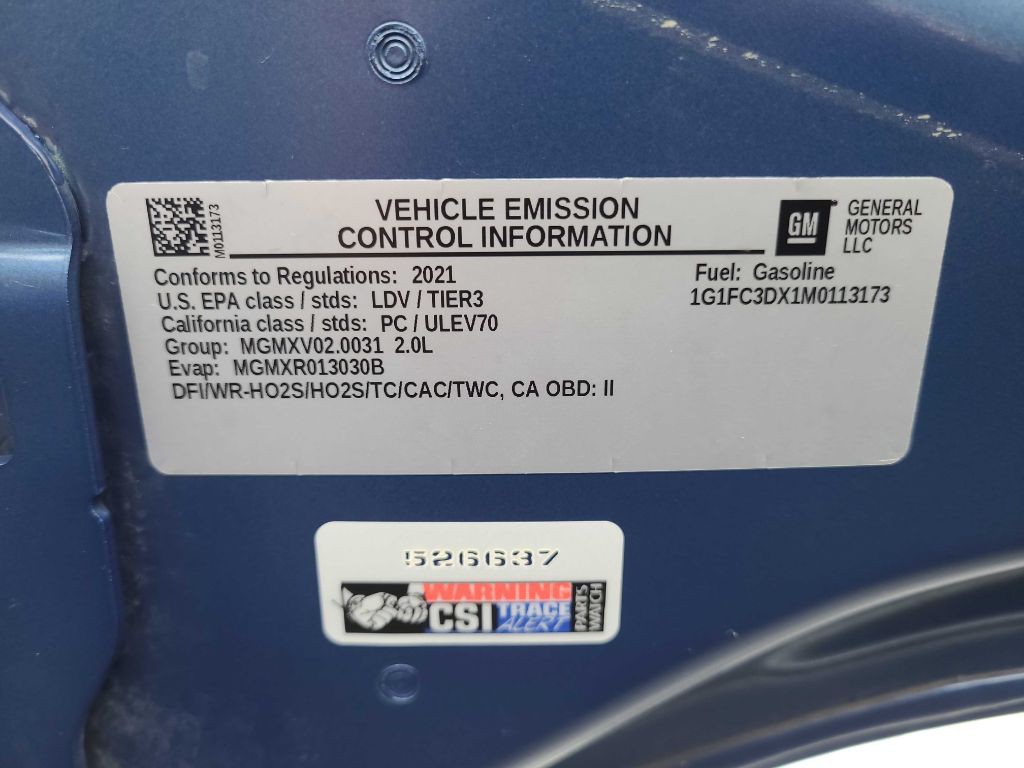 M0113173
VEHICLE EMISSION
CONTROL INFORMATION
GM
GENERAL
MOTORS
LLC
Conforms to Regulations: 2021
U.S. EPA class / stds: LDV / TIER3
California class / stds: PC / ULEV70
Group: MGMXV02.0031 2.0L
Evap: MGMXR013030B
DFI/WR-HO2S/HO2S/TC/CAC/TWC, CA OBD: II
Fuel: Gasoline
1G1FC3DX1M0113173
526637
WARNING
CSI TRACE
ALERT
PARTS
WATCH